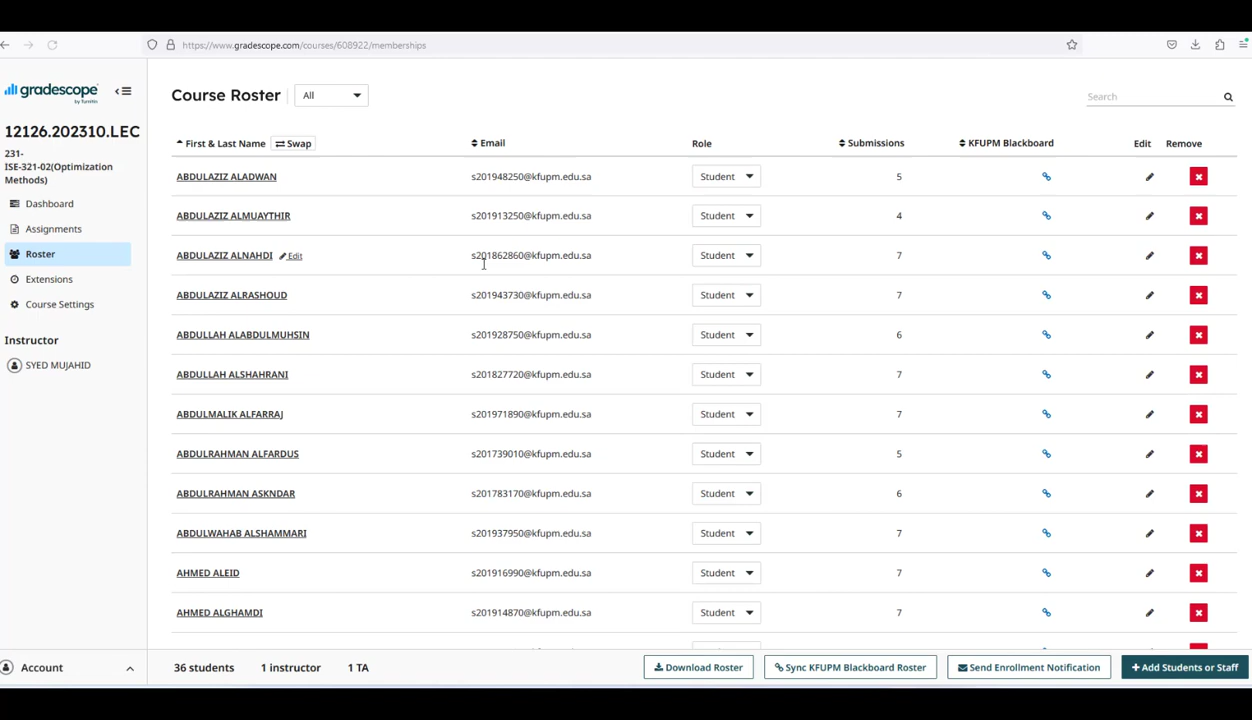 https://www.gradescope.com/courses/608922/memberships
gradescope
by Turnitin
12126.202310.LEC
231-
ISE-321-02(Optimization
Methods)
Dashboard
Assignments
Roster
Extensions
Course Settings
Instructor
SYED MUJAHID
Account
Course Roster
All
Search
First & Last Name Swap Email Role Submissions KFUPM Blackboard Edit Remove
ABDULAZIZ ALADWAN s201948250@kfupm.edu.sa Student 5
ABDULAZIZ ALMUAYTHIR s201913250@kfupm.edu.sa Student 4
ABDULAZIZ ALNAHDI Edit s201862860@kfupm.edu.sa Student 7
ABDULAZIZ ALRASHOUD s201943730@kfupm.edu.sa Student 7
ABDULLAH ALABDULMUHSIN s201928750@kfupm.edu.sa Student 6
ABDULLAH ALSHAHRANI s201827720@kfupm.edu.sa Student 7
ABDULMALIK ALFARRAJ s201971890@kfupm.edu.sa Student 7
ABDULRAHMAN ALFARDUS s201739010@kfupm.edu.sa Student 5
ABDULRAHMAN ASKNDAR s201783170@kfupm.edu.sa Student 6
ABDULWAHAB ALSHAMMARI s201937950@kfupm.edu.sa Student 7
AHMED ALEID s201916990@kfupm.edu.sa Student 7
AHMED ALGHAMDI s201914870@kfupm.edu.sa Student 7
36 students 1 instructor 1 TA Download Roster Sync KFUPM Blackboard Roster Send Enrollment Notification + Add Students or Staff